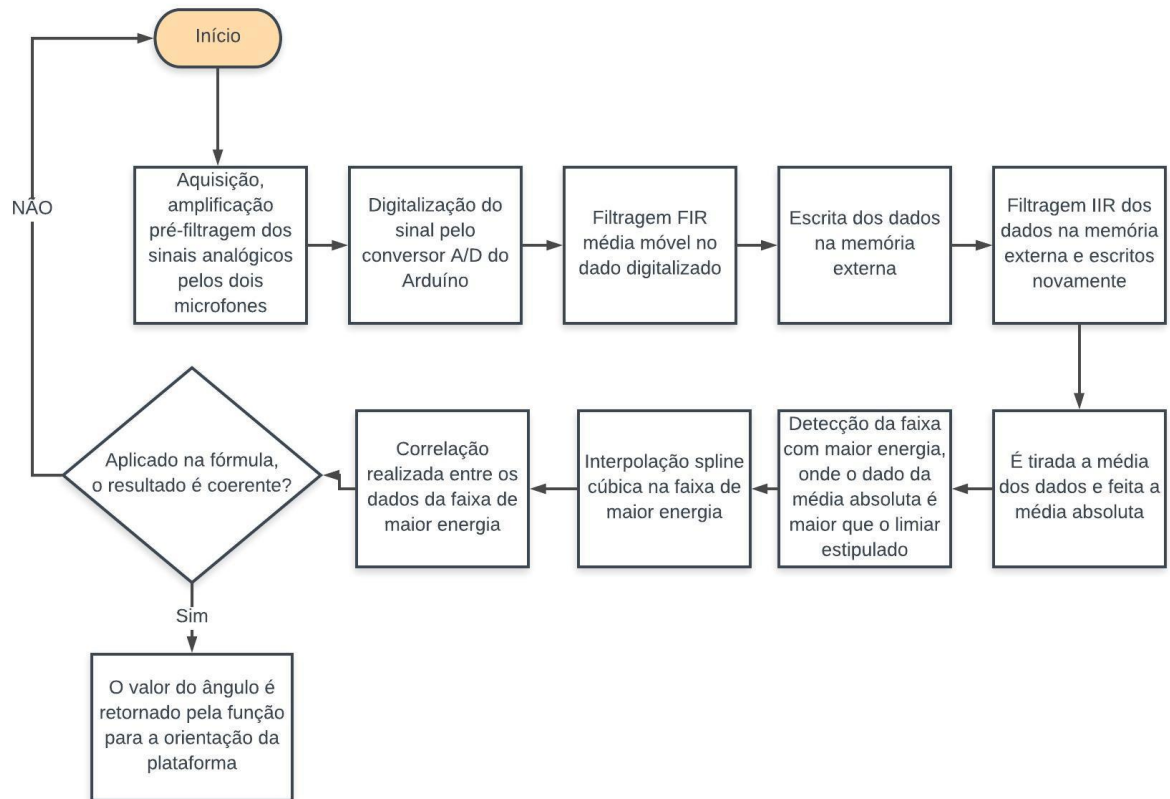 Início
NÃO
Aquisição,
amplificação
pré-filtragem dos
sinais analógicos
pelos dois
microfones
Digitalização do
sinal pelo
conversor A/D do
Arduíno
Filtragem FIR
média móvel no
dado digitalizado
Escrita dos dados
na memória
externa
Filtragem IIR dos
dados na memória
externa e escritos
novamente
É tirada a média
dos dados e feita a
média absoluta
Detecção da faixa
com maior energia,
onde o dado da
média absoluta é
maior que o limiar
estipulado
Interpolação spline
cúbica na faixa de
maior energia
Correlação
realizada entre os
dados da faixa de
maior energia
Aplicado na fórmula,
o resultado é coerente?
Sim
O valor do ângulo é
retornado pela função
para a orientação da
plataforma